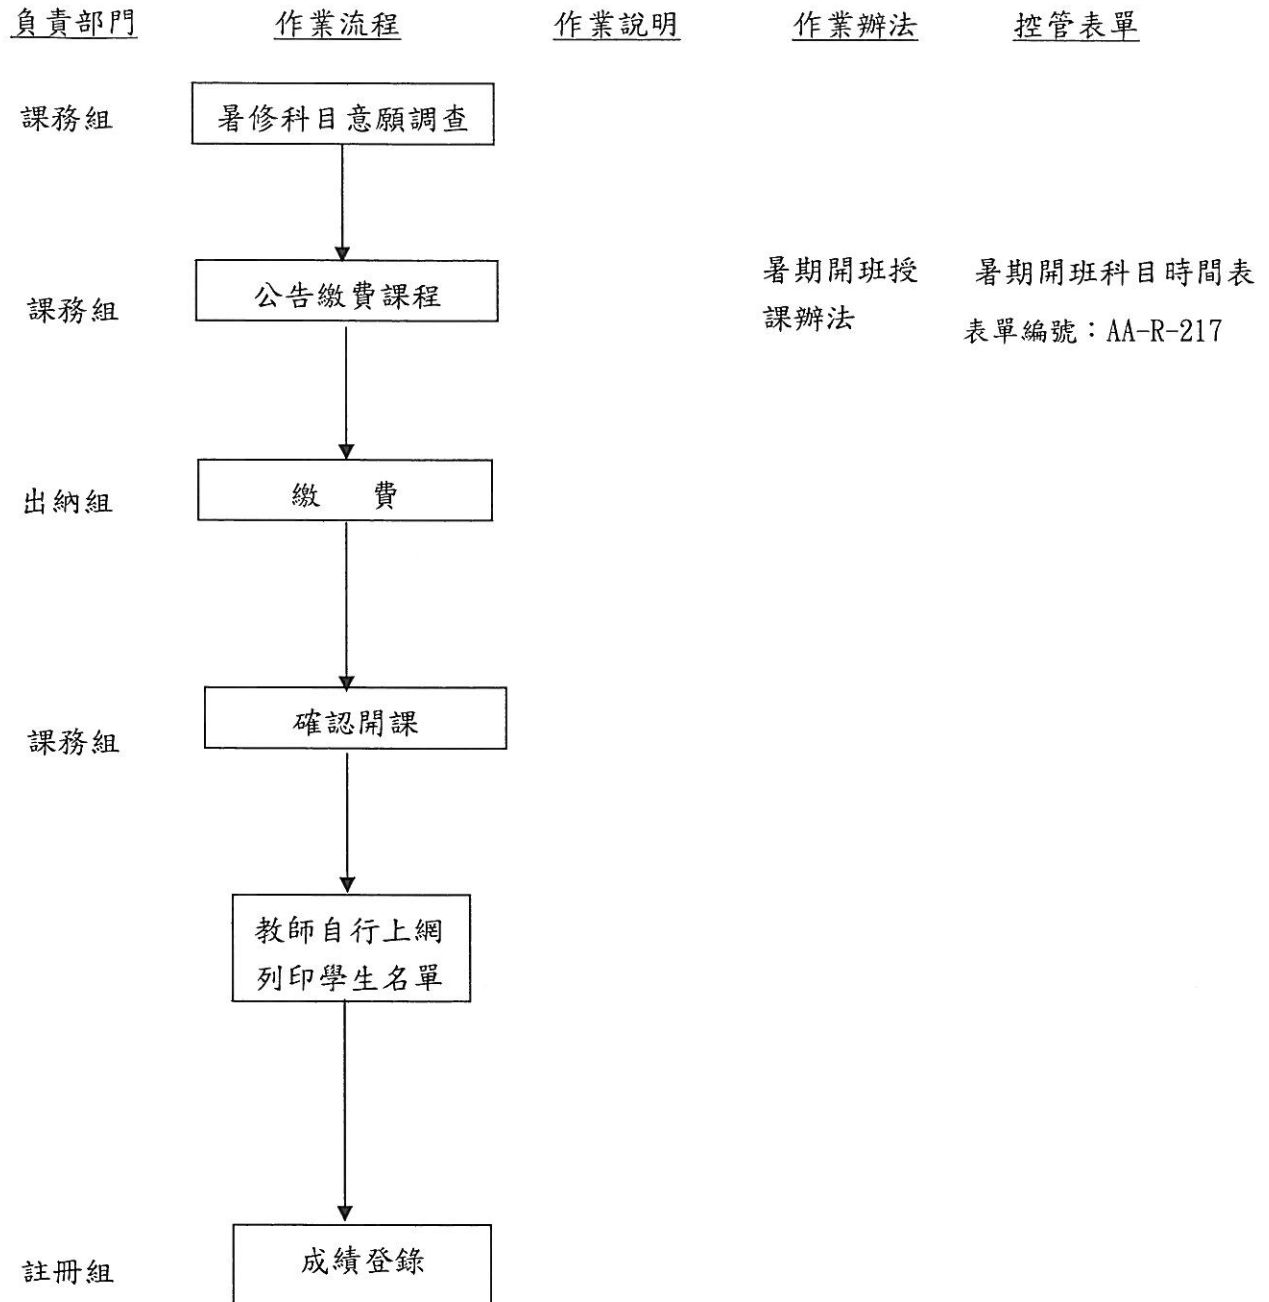 負責部門 作業流程 作業說明 作業辦法 控管表單
課務組 暑修科目意願調查
課務組 公告繳費課程 暑期開班授 暑期開班科目時間表
課辦法 表單編號：AA-R-217
出納組 繳 費
課務組 確認開課
教師自行上網
列印學生名單
註冊組 成績登錄